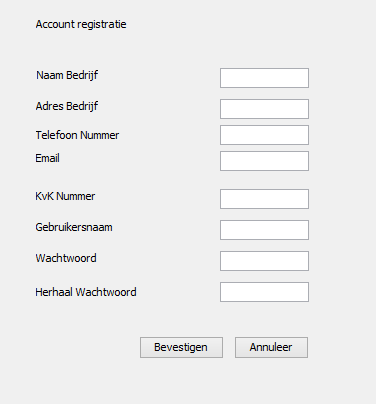 Account registratie
Naam Bedrijf
Adres Bedrijf
Telefoon Nummer
Email
KvK Nummer
Gebruikersnaam
Wachtwoord
Herhaal Wachtwoord
Bevestigen Annuleer